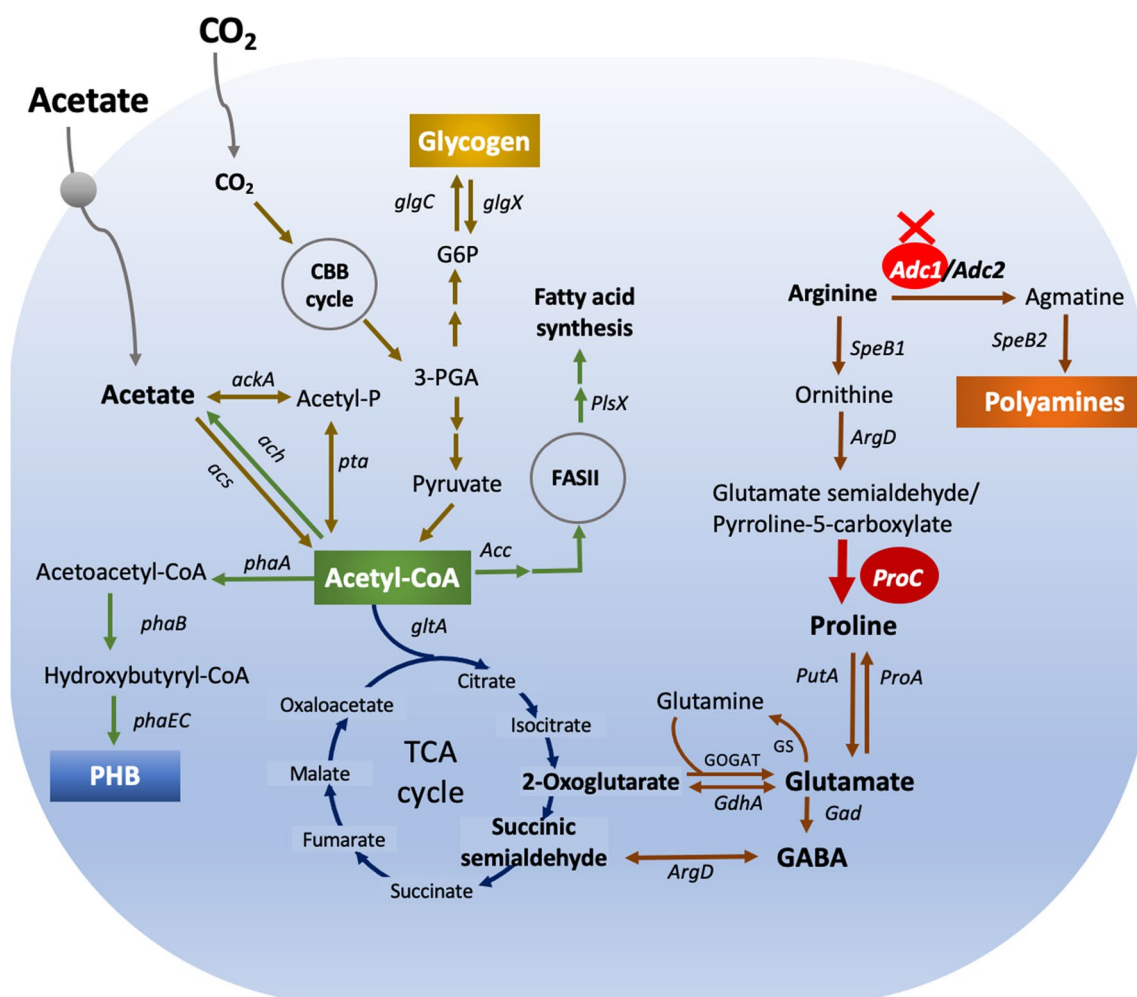 CO₂
Acetate
CO₂
Glycogen
glgC
glgX
G6P
CBB
cycle
Adc1/Adc2
Arginine
Agmatine
Fatty acid
synthesis
SpeB1
SpeB2
3-PGA
Acetate
ackA
Acetyl-P
PlsX
Ornithine
Polyamines
ach
acs
pta
ArgD
Pyruvate
FASII
Glutamate semialdehyde/
Pyrroline-5-carboxylate
Acetoacetyl-CoA
phaA
Acetyl-CoA
Acc
ProC
phaB
gltA
Proline
Hydroxybutyryl-CoA
Citrate
PutA
ProA
Oxaloacetate
Glutamine
phaEC
Isocitrate
GS
TCA
cycle
GOGAT
PHB
Malate
2-Oxoglutarate
Glutamate
GdhA
Gad
Fumarate
Succinic
semialdehyde
GABA
ArgD
Succinate